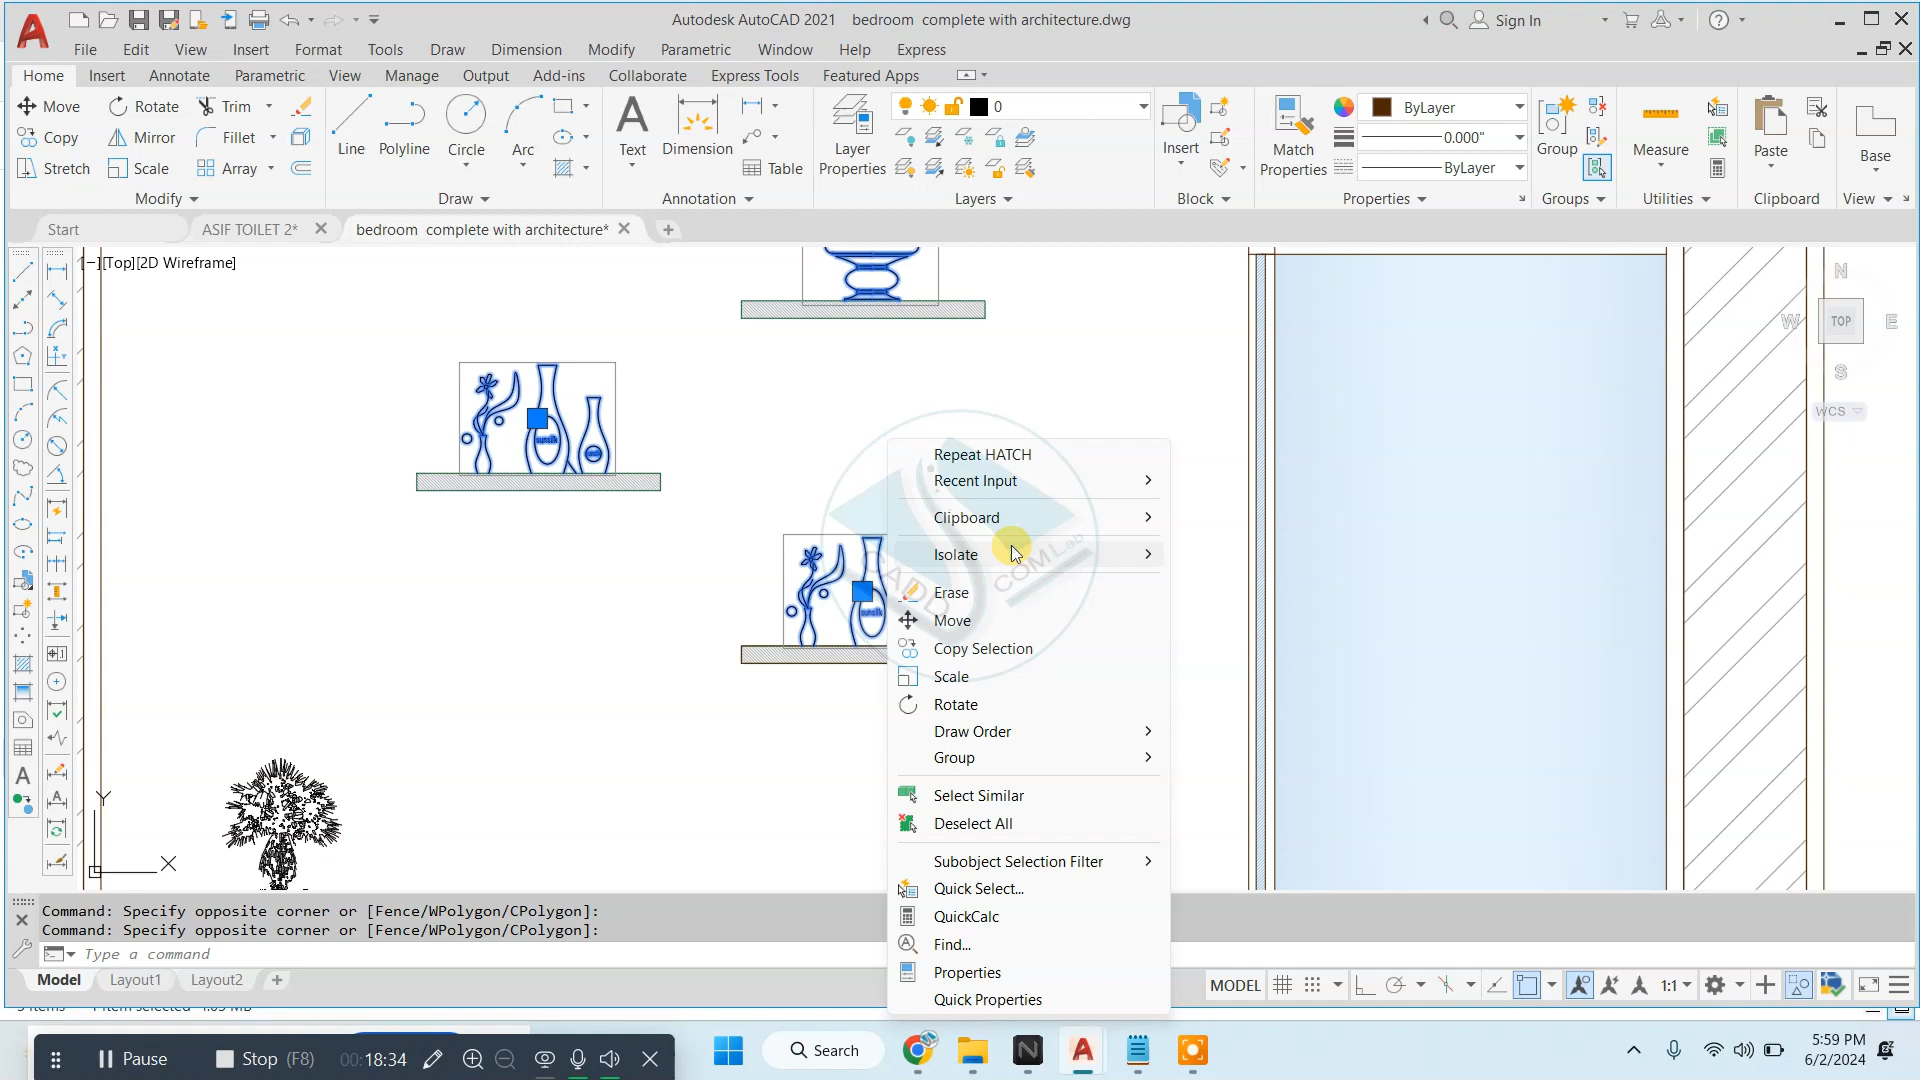 Autodesk AutoCAD 2021 bedroom complete with architecture.dwg
Sign In
File Edit View Insert Format Tools Draw Dimension Modify Parametric Window Help Express
Home Insert Annotate Parametric View Manage Output Add-ins Collaborate Express Tools Featured Apps
Move Rotate Trim
Copy Mirror Fillet
Stretch Scale Array
Line Polyline Circle Arc
Text Dimension Table
Layer Properties
0
Insert
Match Properties
ByLayer
0.000"
ByLayer
Group
Measure
Paste
Base
Modify Draw Annotation Layers Block Properties Groups Utilities Clipboard View
Start ASIF TOILET 2* bedroom complete with architecture*
[−][Top][2D Wireframe]
N
W TOP E
S
WCS
sunsilk
sunsilk
CADD COMLab
Repeat HATCH
Recent Input
Clipboard
Isolate
Erase
Move
Copy Selection
Scale
Rotate
Draw Order
Group
Select Similar
Deselect All
Subobject Selection Filter
Quick Select...
QuickCalc
Find...
Properties
Quick Properties
Y
X
Command: Specify opposite corner or [Fence/WPolygon/CPolygon]:
Command: Specify opposite corner or [Fence/WPolygon/CPolygon]:
Type a command
Model Layout1 Layout2
MODEL 1:1
Pause Stop (F8) 00:18:34
Search
5:59 PM
6/2/2024